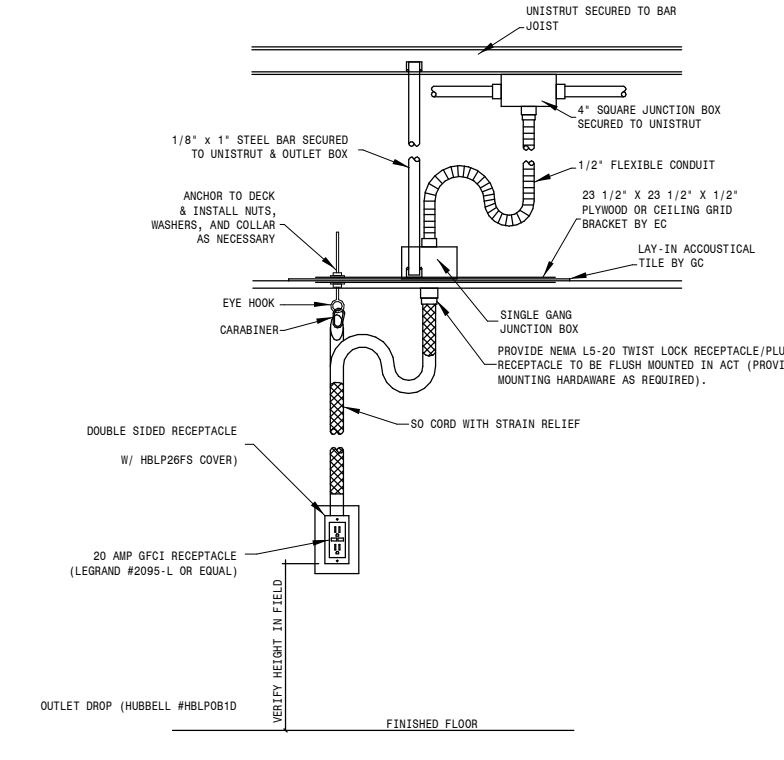 UNISTRUT SECURED TO BAR
JOIST
4" SQUARE JUNCTION BOX
SECURED TO UNISTRUT
1/8" x 1" STEEL BAR SECURED
TO UNISTRUT & OUTLET BOX
1/2" FLEXIBLE CONDUIT
ANCHOR TO DECK
& INSTALL NUTS,
WASHERS, AND COLLAR
AS NECESSARY
23 1/2" X 23 1/2" X 1/2"
PLYWOOD OR CEILING GRID
BRACKET BY EC
LAY-IN ACCOUSTICAL
TILE BY GC
EYE HOOK
CARABINER
SINGLE GANG
JUNCTION BOX
PROVIDE NEMA L5-20 TWIST LOCK RECEPTACLE/PLU
RECEPTACLE TO BE FLUSH MOUNTED IN ACT (PROVI
MOUNTING HARDAWARE AS REQUIRED).
SO CORD WITH STRAIN RELIEF
DOUBLE SIDED RECEPTACLE
W/ HBLP26FS COVER)
20 AMP GFCI RECEPTACLE
(LEGRAND #2095-L OR EQUAL)
VERIFY HEIGHT IN FIELD
OUTLET DROP (HUBBELL #HBLPOB1D
FINISHED FLOOR